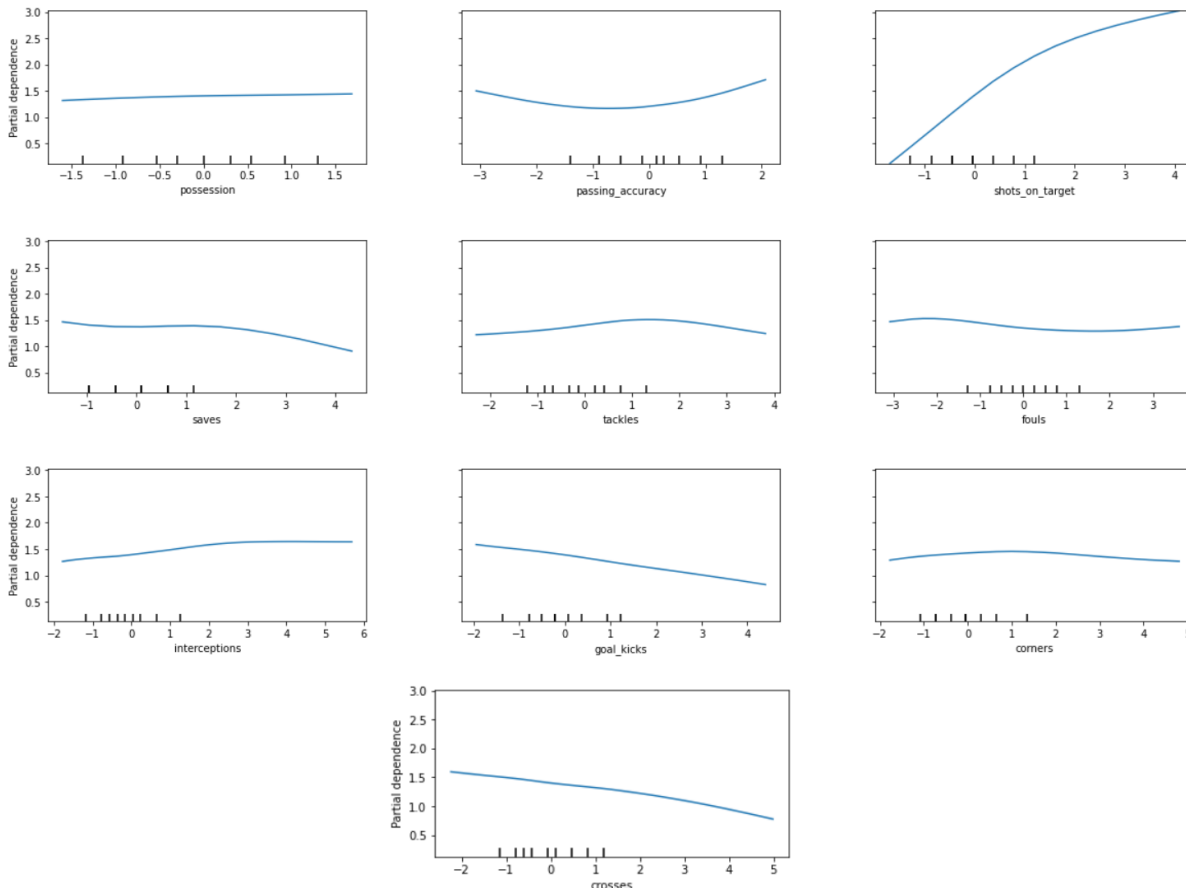 3.0
2.5
2.0
1.5
1.0
0.5
Partial dependence
−1.5 −1.0 −0.5 0.0 0.5 1.0 1.5
possession
−3 −2 −1 0 1 2
passing_accuracy
−1 0 1 2 3 4
shots_on_target
3.0
2.5
2.0
1.5
1.0
0.5
Partial dependence
−1 0 1 2 3 4
saves
−2 −1 0 1 2 3 4
tackles
−3 −2 −1 0 1 2 3
fouls
3.0
2.5
2.0
1.5
1.0
0.5
Partial dependence
−2 −1 0 1 2 3 4 5 6
interceptions
−2 −1 0 1 2 3 4
goal_kicks
−2 −1 0 1 2 3 4
corners
3.0
2.5
2.0
1.5
1.0
0.5
Partial dependence
−2 −1 0 1 2 3 4 5
crosses